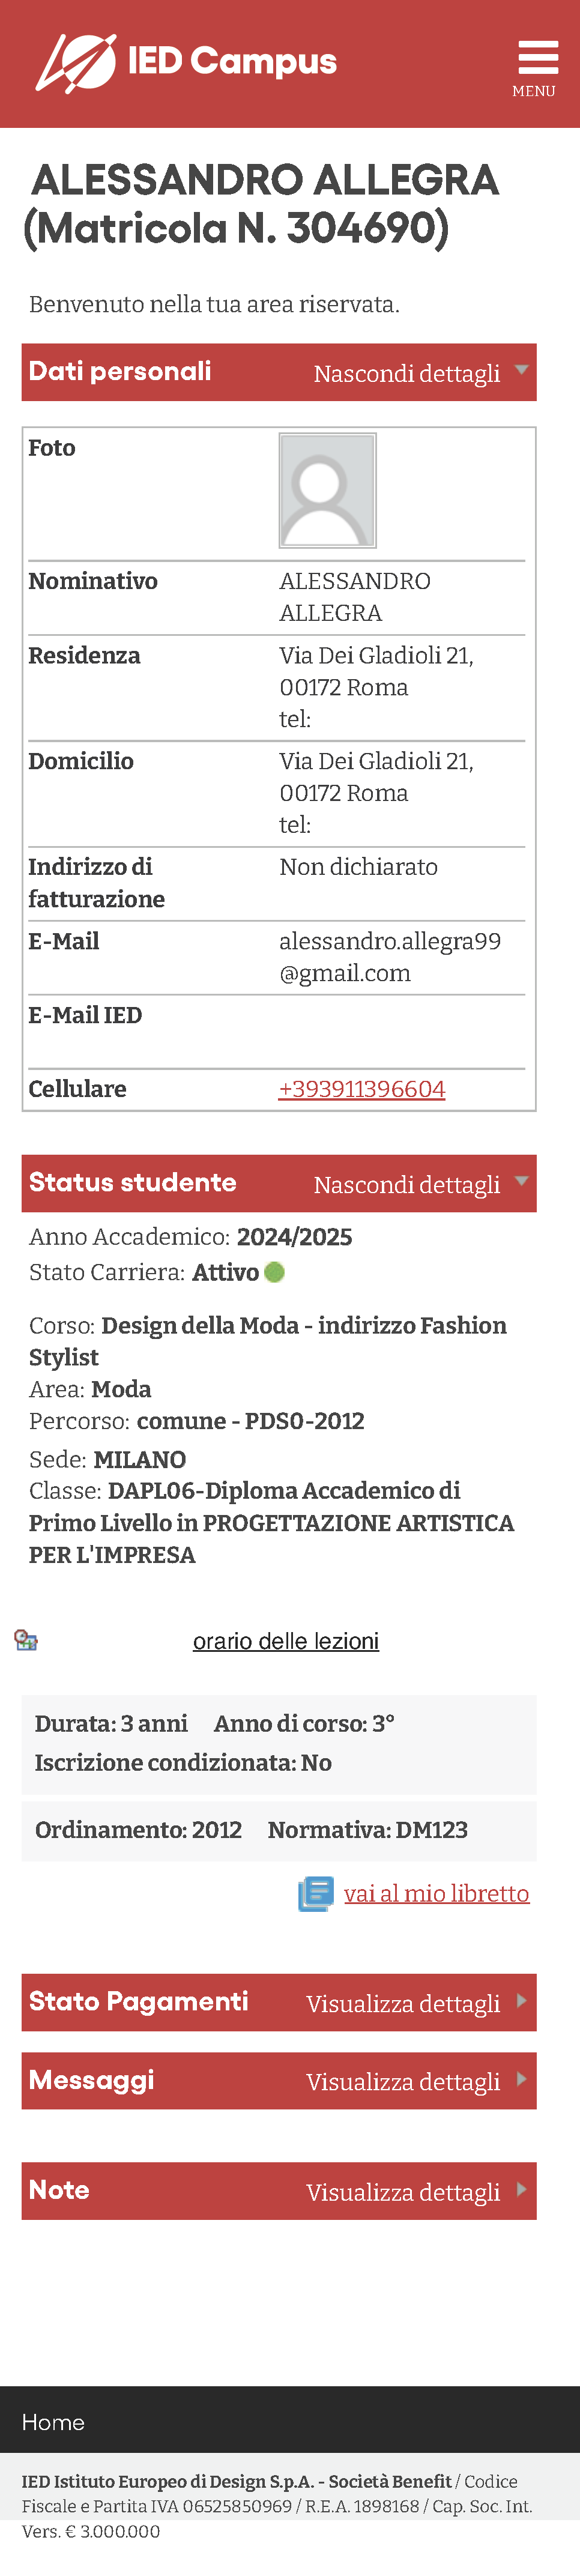 IED Campus
MENU
ALESSANDRO ALLEGRA
(Matricola N. 304690)
Benvenuto nella tua area riservata.
Dati personali Nascondi dettagli
Foto
Nominativo ALESSANDRO
ALLEGRA
Residenza Via Dei Gladioli 21,
00172 Roma
tel:
Domicilio Via Dei Gladioli 21,
00172 Roma
tel:
Indirizzo di Non dichiarato
fatturazione
E-Mail alessandro.allegra99
@gmail.com
E-Mail IED
Cellulare +393911396604
Status studente Nascondi dettagli
Anno Accademico: 2024/2025
Stato Carriera: Attivo
Corso: Design della Moda - indirizzo Fashion
Stylist
Area: Moda
Percorso: comune - PDS0-2012
Sede: MILANO
Classe: DAPL06-Diploma Accademico di
Primo Livello in PROGETTAZIONE ARTISTICA
PER L'IMPRESA
orario delle lezioni
Durata: 3 anni Anno di corso: 3°
Iscrizione condizionata: No
Ordinamento: 2012 Normativa: DM123
vai al mio libretto
Stato Pagamenti Visualizza dettagli
Messaggi Visualizza dettagli
Note Visualizza dettagli
Home
IED Istituto Europeo di Design S.p.A. - Società Benefit / Codice
Fiscale e Partita IVA 06525850969 / R.E.A. 1898168 / Cap. Soc. Int.
Vers. € 3.000.000